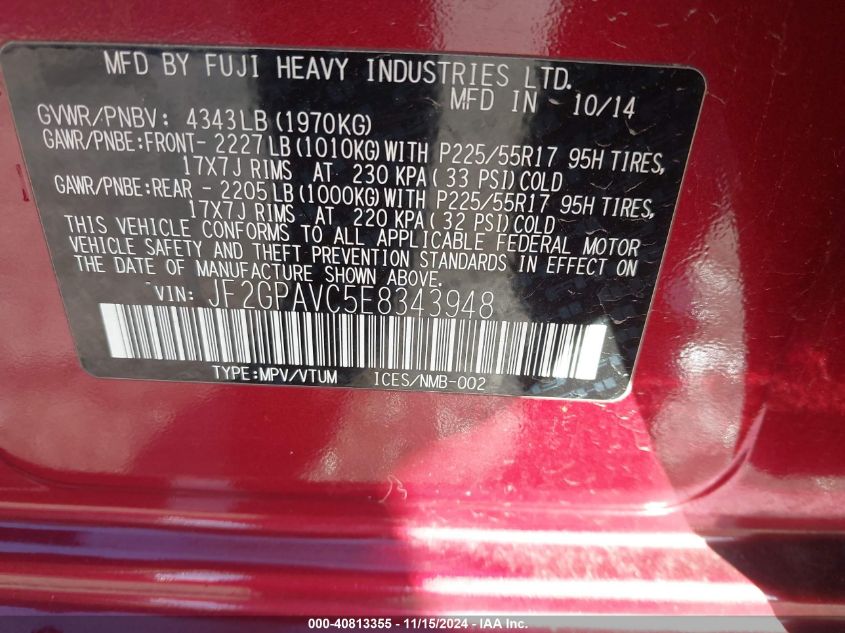 MFD BY FUJI HEAVY INDUSTRIES LTD.
MFD IN - 10/14
GVWR/PNBV: 4343LB(1970KG)
GAWR/PNBE:FRONT- 2227LB(1010KG)WITH P225/55R17 95H TIRES,
17X7J RIMS AT 230 KPA( 33 PSI)COLD
GAWR/PNBE:REAR - 2205LB(1000KG)WITH P225/55R17 95H TIRES,
17X7J RIMS AT 220 KPA( 32 PSI)COLD
THIS VEHICLE CONFORMS TO ALL APPLICABLE FEDERAL MOTOR
VEHICLE SAFETY AND THEFT PREVENTION STANDARDS IN EFFECT ON
THE DATE OF MANUFACTURE SHOWN ABOVE.
VIN: JF2GPAVC5E8343948
TYPE:MPV/VTUM ICES/NMB-002
000-40813355 - 11/15/2024 - IAA Inc.